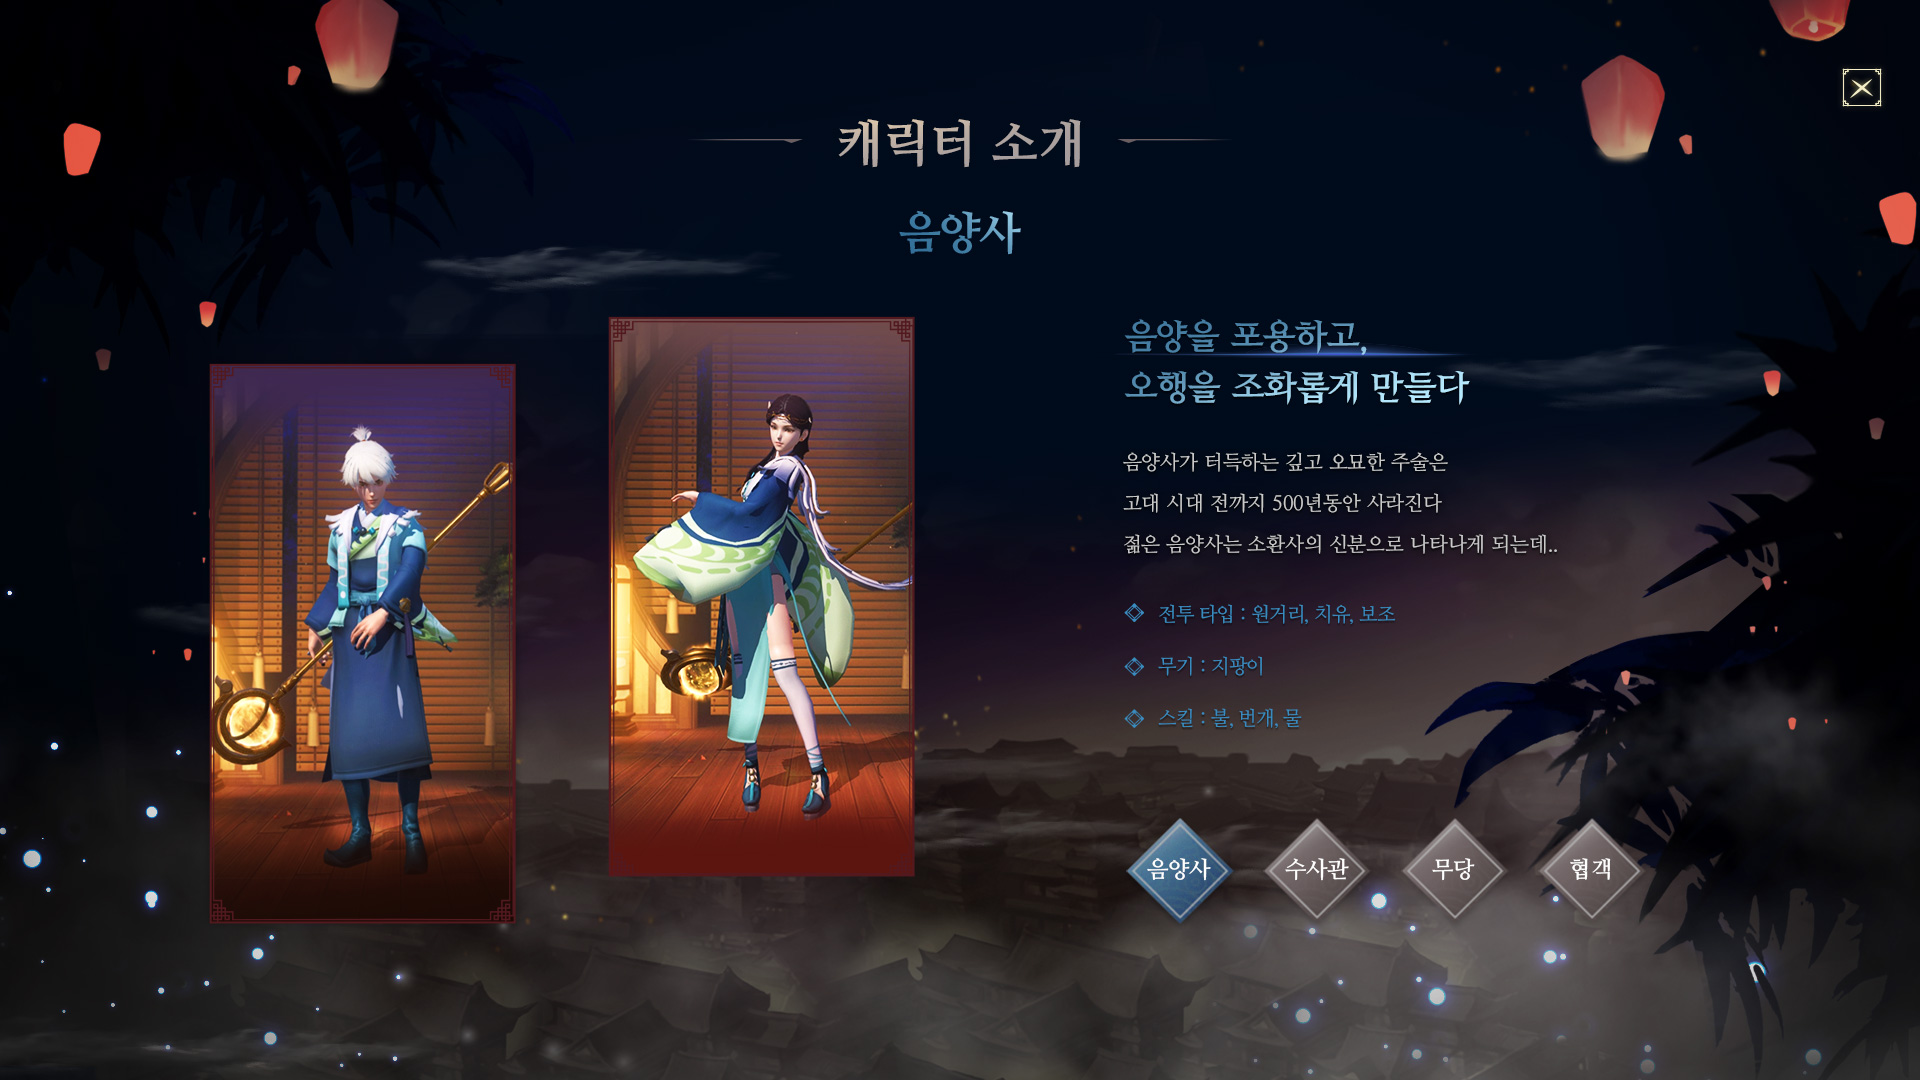 캐릭터 소개
음양사
음양을 포용하고,
오행을 조화롭게 만들다
음양사가 터득하는 깊고 오묘한 주술은
고대 시대 전까지 500년동안 사라진다
젊은 음양사는 소환사의 신분으로 나타나게 되는데..
전투 타입 : 원거리, 치유, 보조
무기 : 지팡이
스킬 : 불, 번개, 물
음양사 수사관 무당 협객